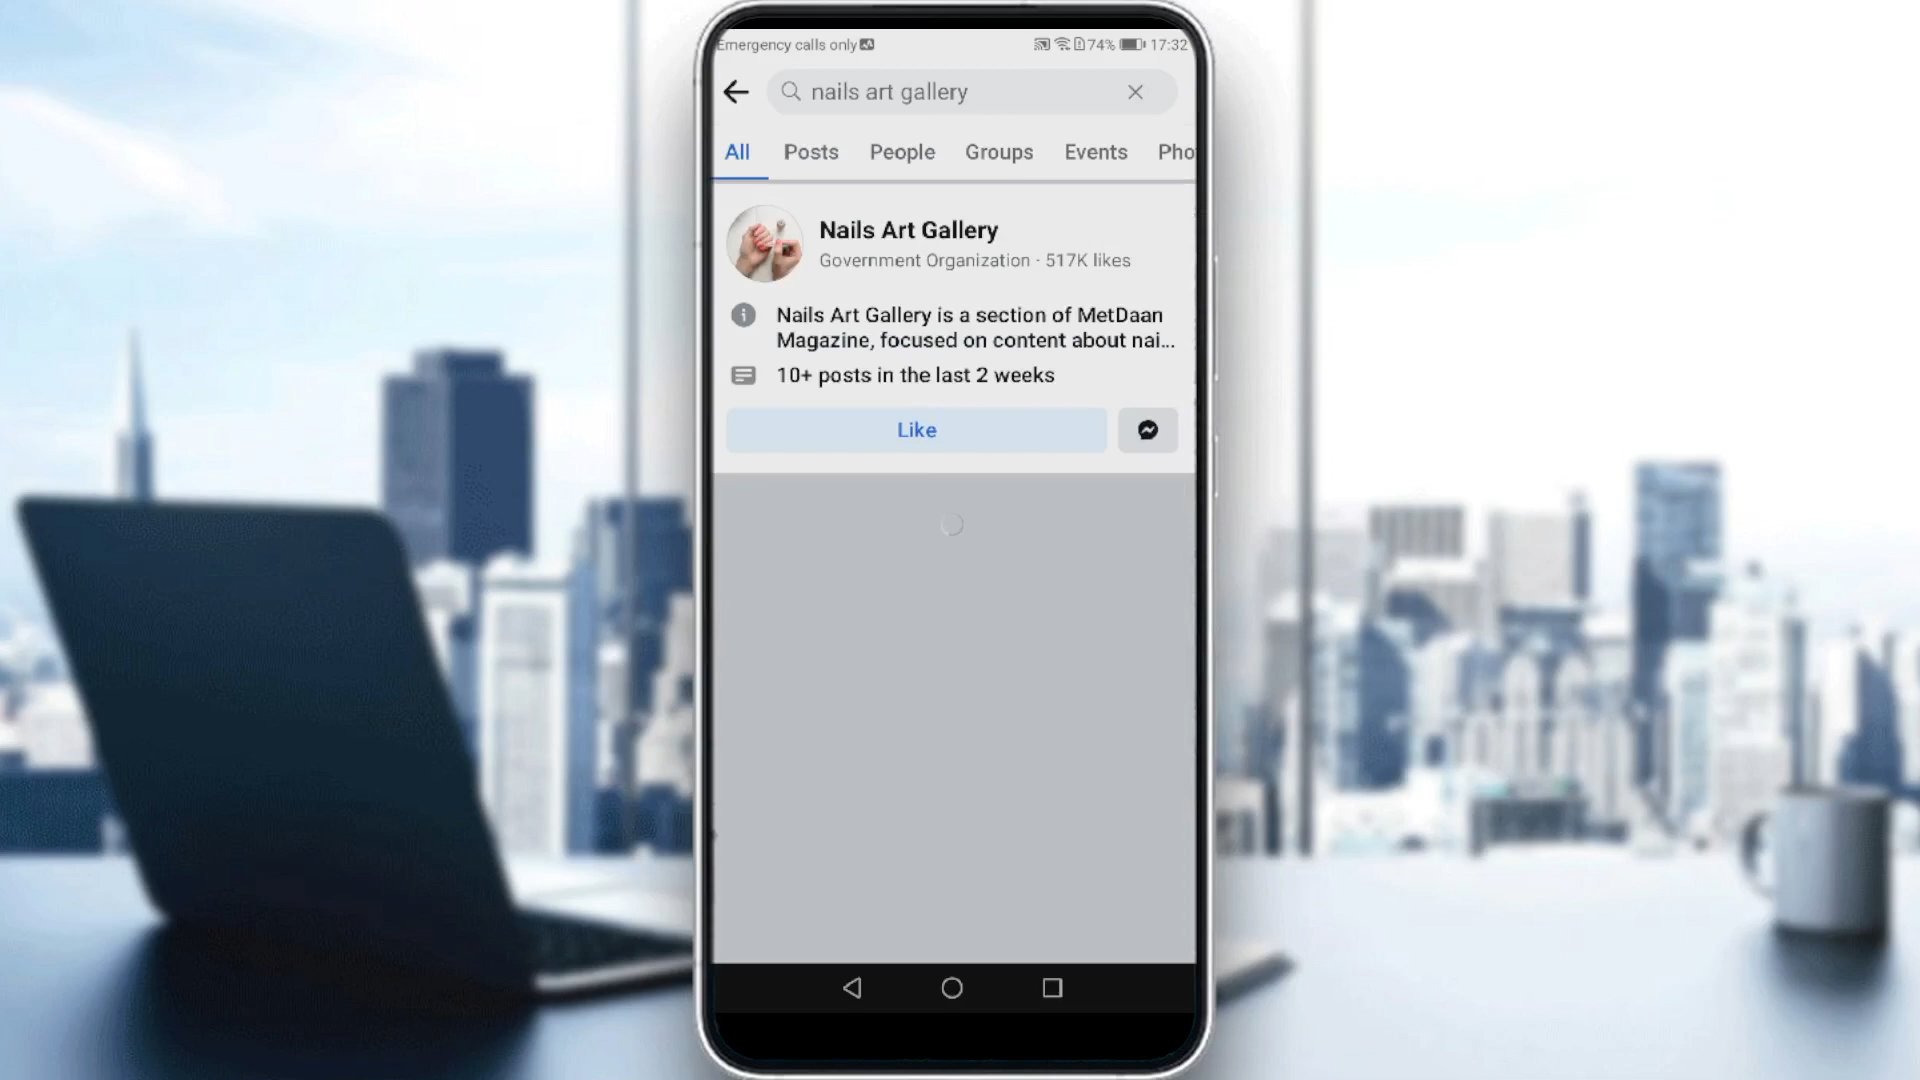 Emergency calls only 74% 17:32
nails art gallery
All Posts People Groups Events Pho
Nails Art Gallery
Government Organization · 517K likes
Nails Art Gallery is a section of MetDaan
Magazine, focused on content about nai...
10+ posts in the last 2 weeks
Like